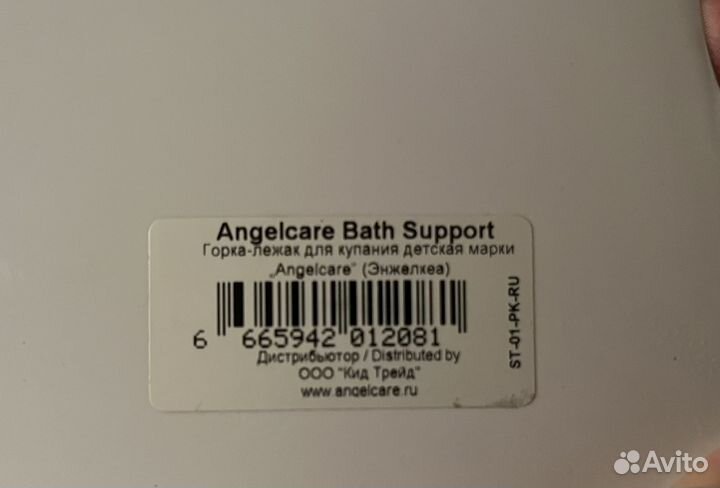 Angelcare Bath Support
Горка-лежак для купания детская марки
„Angelcare“ (Энжелкеа)
6 665942 012081
Дистрибьютор / Distributed by
ООО "Кид Трейд"
www.angelcare.ru
ST-01-PK-RU
Avito